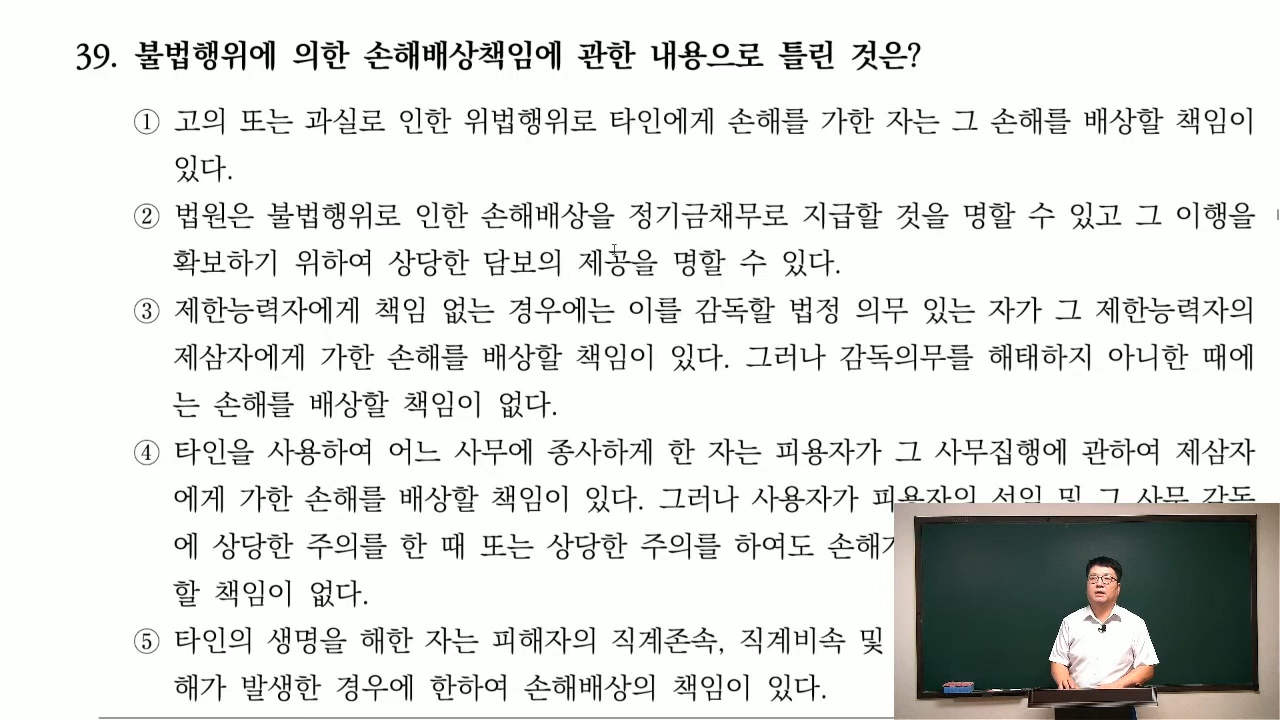 39. 불법행위에 의한 손해배상책임에 관한 내용으로 틀린 것은?
① 고의 또는 과실로 인한 위법행위로 타인에게 손해를 가한 자는 그 손해를 배상할 책임이
있다.
② 법원은 불법행위로 인한 손해배상을 정기금채무로 지급할 것을 명할 수 있고 그 이행을
확보하기 위하여 상당한 담보의 제공을 명할 수 있다.
③ 제한능력자에게 책임 없는 경우에는 이를 감독할 법정 의무 있는 자가 그 제한능력자의
제삼자에게 가한 손해를 배상할 책임이 있다. 그러나 감독의무를 해태하지 아니한 때에
는 손해를 배상할 책임이 없다.
④ 타인을 사용하여 어느 사무에 종사하게 한 자는 피용자가 그 사무집행에 관하여 제삼자
에게 가한 손해를 배상할 책임이 있다. 그러나 사용자가 피용자의 선임 및 그 사무 감독
에 상당한 주의를 한 때 또는 상당한 주의를 하여도
할 책임이 없다.
⑤ 타인의 생명을 해한 자는 피해자의 직계존속, 직계비속 및
해가 발생한 경우에 한하여 손해배상의 책임이 있다.